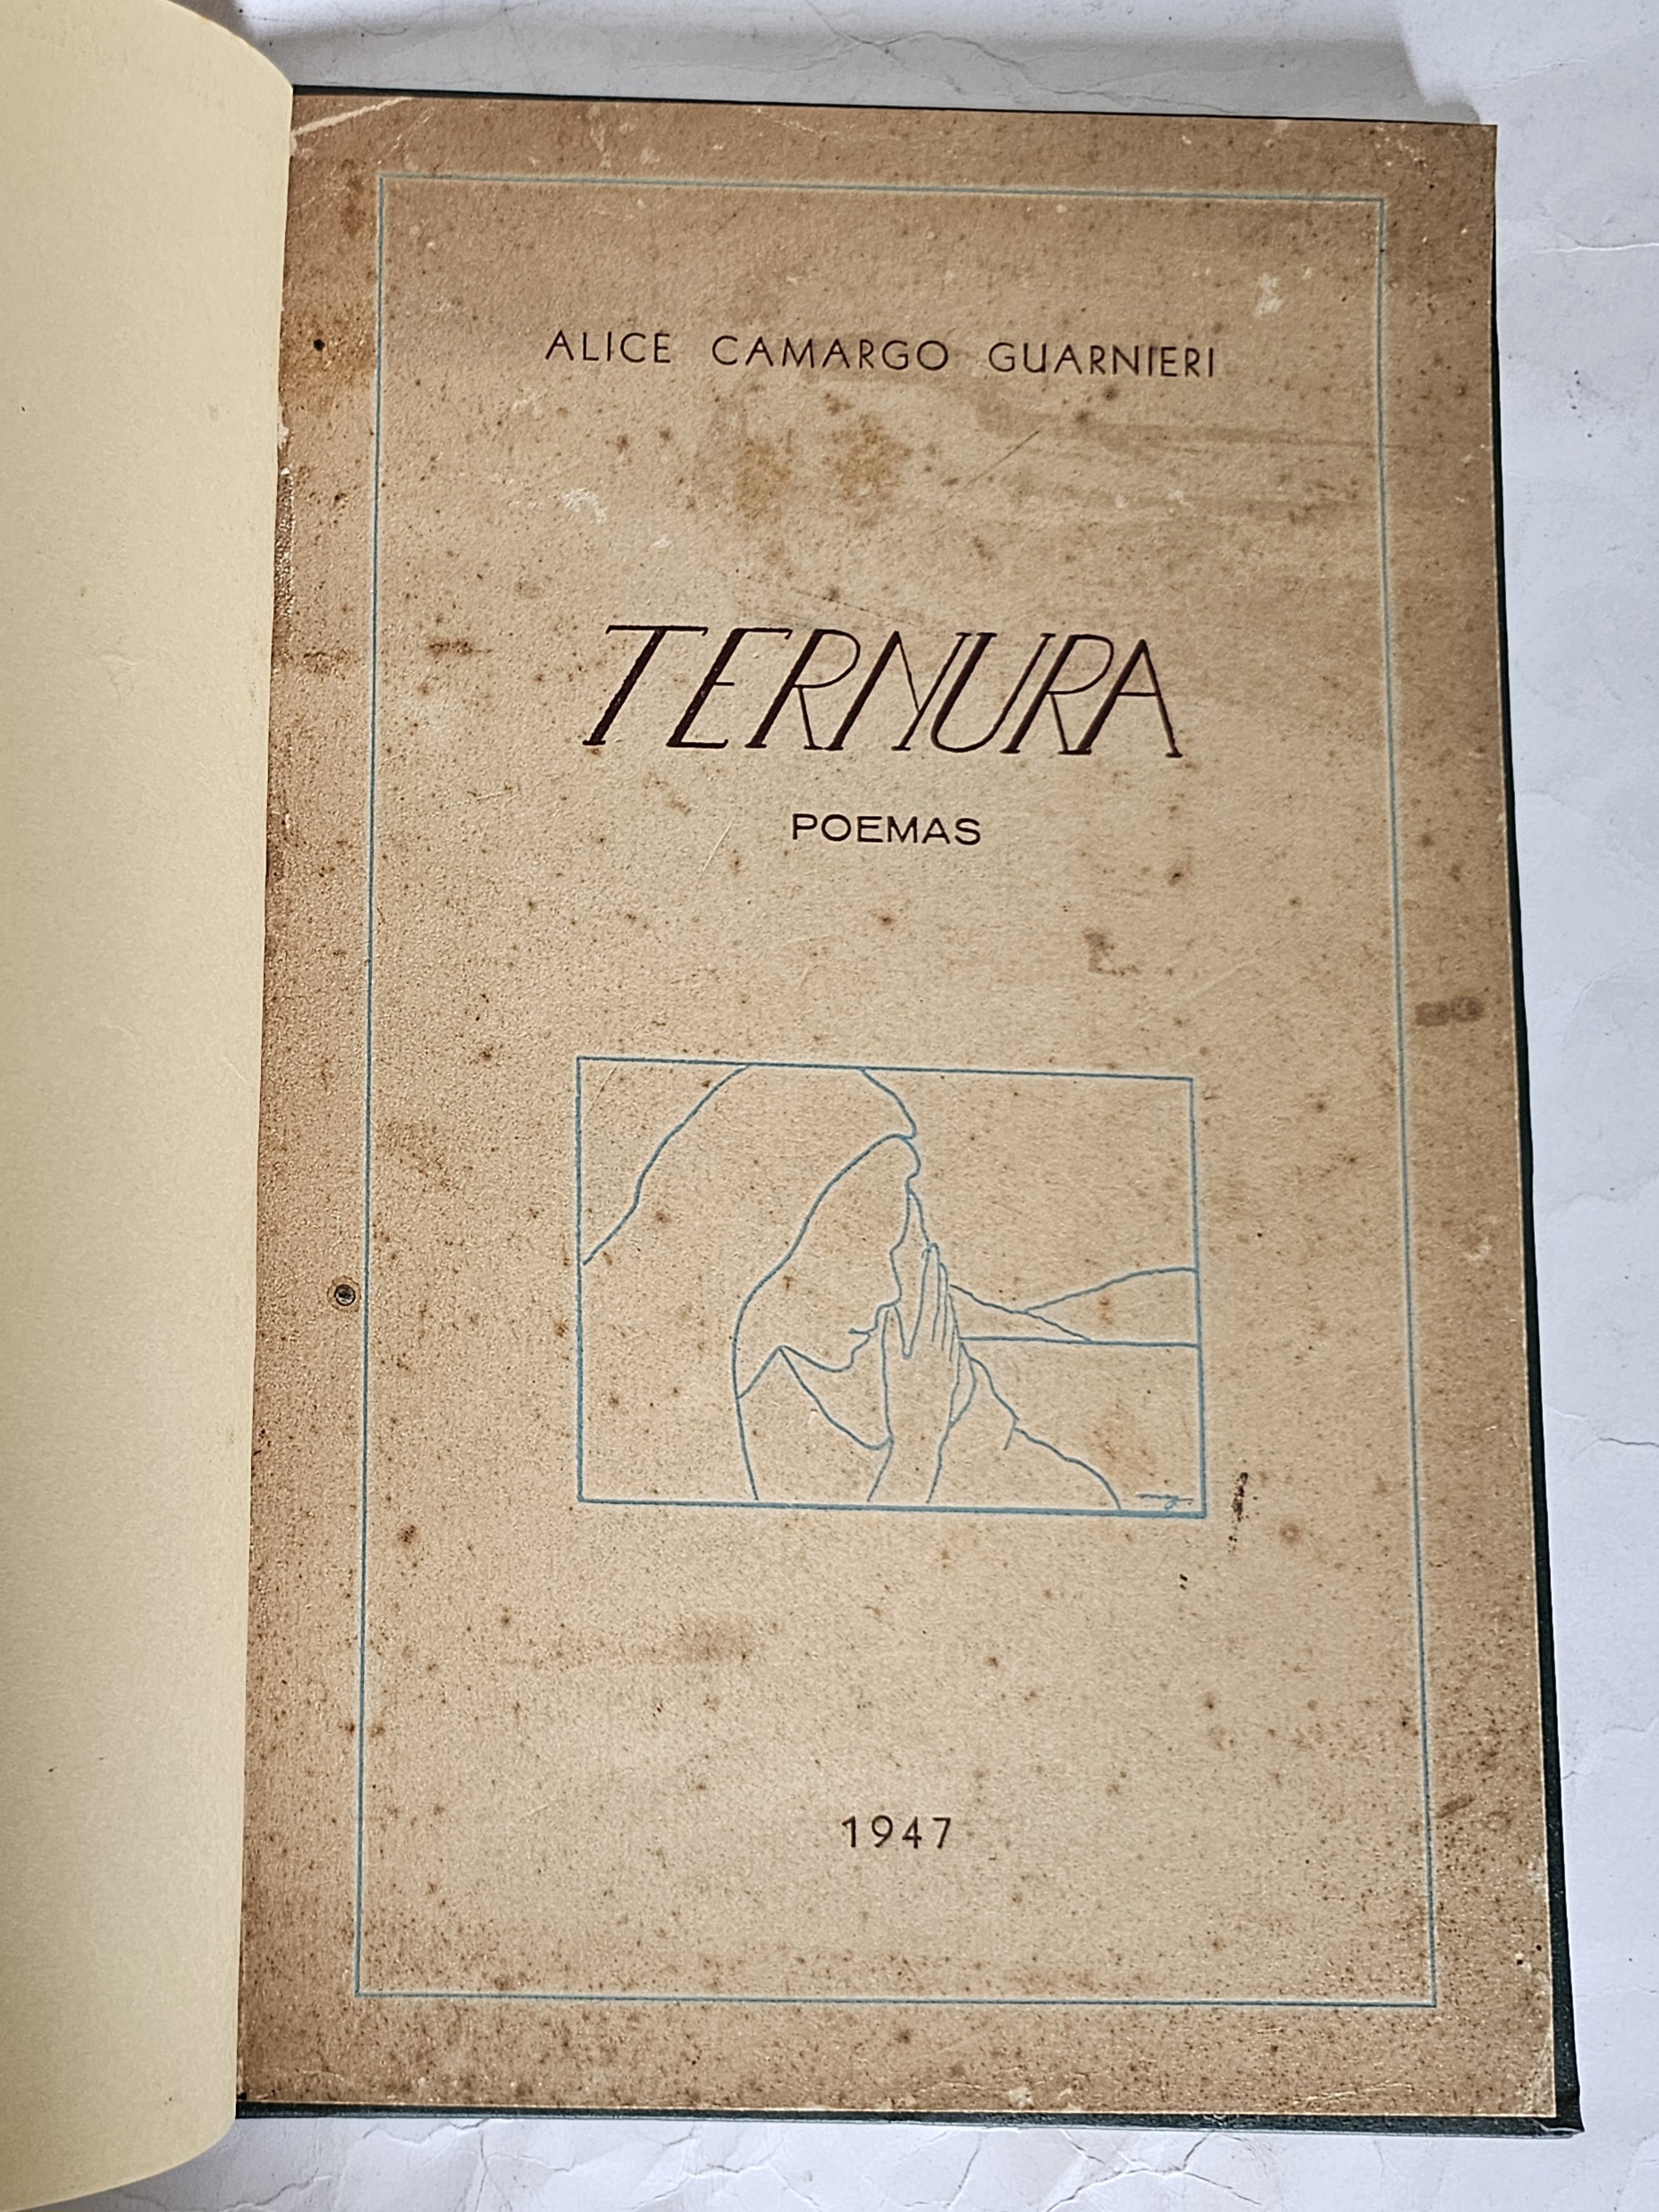 ALICE CAMARGO GUARNIERI
TERNURA
POEMAS
1947